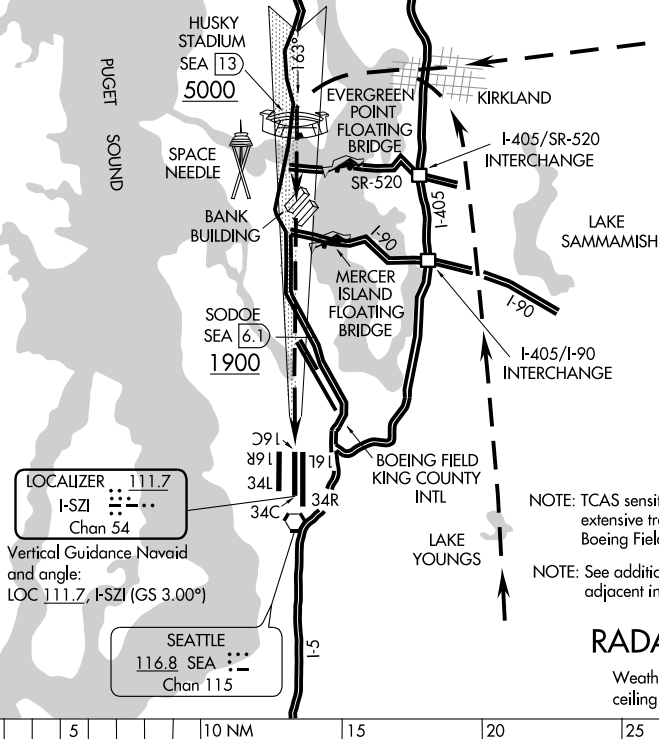 HUSKY
STADIUM
SEA 13
5000
163°
PUGET SOUND
EVERGREEN
POINT
FLOATING
BRIDGE
KIRKLAND
SPACE
NEEDLE
I-405/SR-520
INTERCHANGE
SR-520
I-405
BANK
BUILDING
I-90
LAKE
SAMMAMISH
MERCER
ISLAND
FLOATING
BRIDGE
I-90
SODOE
SEA 6.1
1900
I-405/I-90
INTERCHANGE
16C
16R
16L
34L
34R
34C
BOEING FIELD
KING COUNTY
INTL
LOCALIZER 111.7
I-SZI
Chan 54
Vertical Guidance Navaid
and angle:
LOC 111.7, I-SZI (GS 3.00°)
LAKE
YOUNGS
NOTE: TCAS sensit
extensive tra
Boeing Field
NOTE: See additio
adjacent in
SEATTLE
116.8 SEA
Chan 115
I-5
RADA
Weath
ceiling
5 10 NM 15 20 25